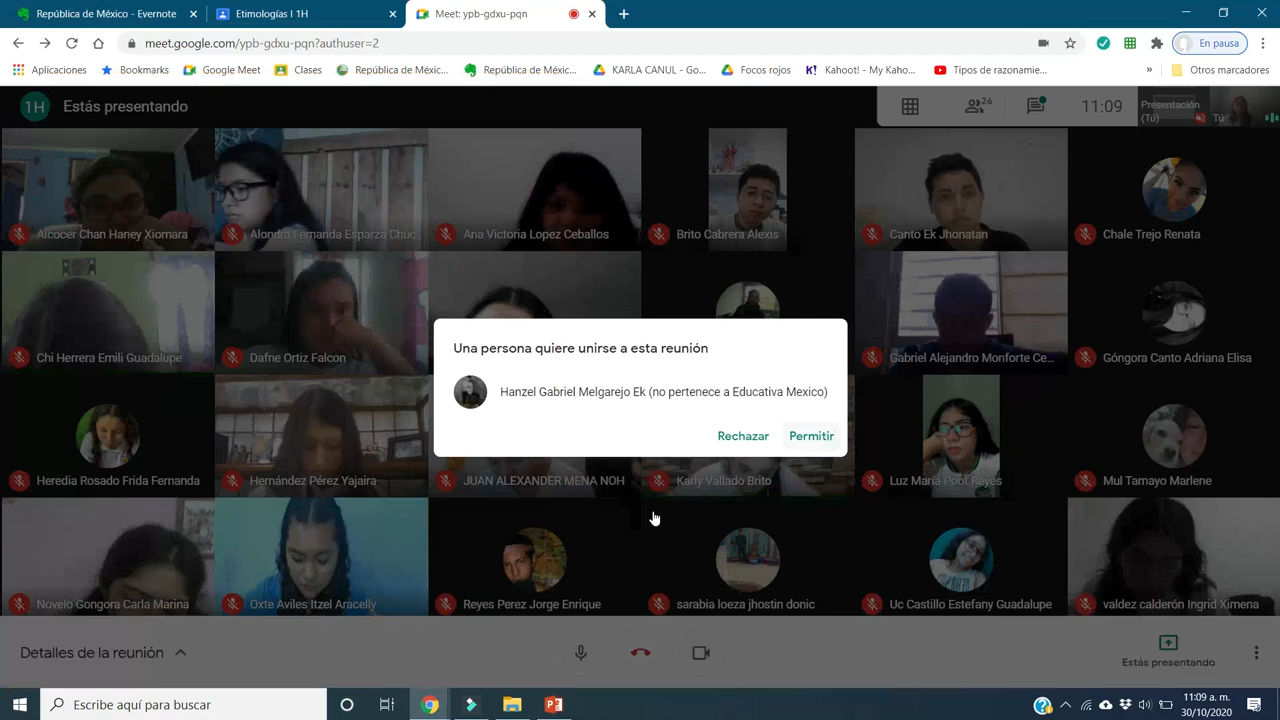 República de México - Evernote
Etimologías I 1H
Meet: ypb-gdxu-pqn
meet.google.com/ypb-gdxu-pqn?authuser=2
En pausa
Aplicaciones
Bookmarks
Google Meet
Clases
República de Méxic...
República de Méxic...
KARLA CANUL - Go...
Focos rojos
Kahoot! - My Kaho...
Tipos de razonamie...
»
Otros marcadores
1H
Estás presentando
26
11:09
Presentación
(Tu)
Tu
Alcocer Chan Haney Xiomara
Alondra Fernanda Esparza Chuc
Ana Victoria Lopez Ceballos
Brito Cabrera Alexis
Canto Ek Jhonatan
Chale Trejo Renata
Chi Herrera Emili Guadalupe
Dafne Ortiz Falcon
Gabriel Alejandro Monforte Ce...
Góngora Canto Adriana Elisa
Una persona quiere unirse a esta reunión
Hanzel Gabriel Melgarejo Ek (no pertenece a Educativa Mexico)
Rechazar
Permitir
Heredia Rosado Frida Fernanda
Hernández Pérez Yajaira
JUAN ALEXANDER MENA NOH
Karly Vallado Brito
Luz María Poot Reyes
Mul Tamayo Marlene
Novelo Gongora Carla Marina
Oxte Aviles Itzel Aracelly
Reyes Perez Jorge Enrique
sarabia loeza jhostin donic
Uc Castillo Estefany Guadalupe
valdez calderón Ingrid Ximena
Detalles de la reunión
Estás presentando
Escribe aquí para buscar
11:09 a. m.
30/10/2020